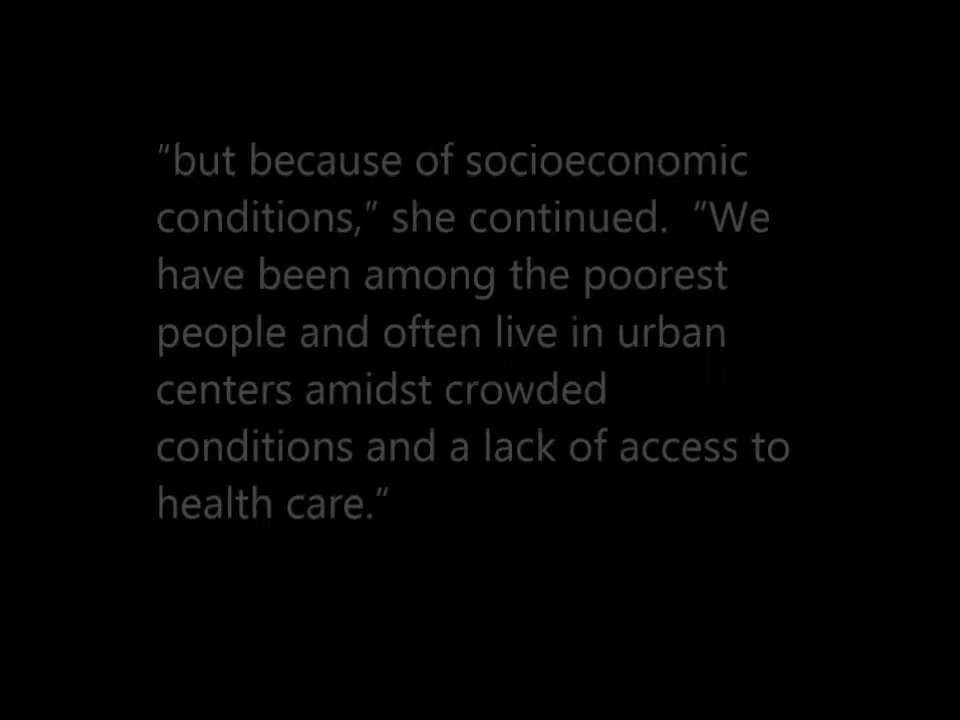 "but because of socioeconomic
conditions," she continued.  "We
have been among the poorest
people and often live in urban
centers amidst crowded
conditions and a lack of access to
health care."